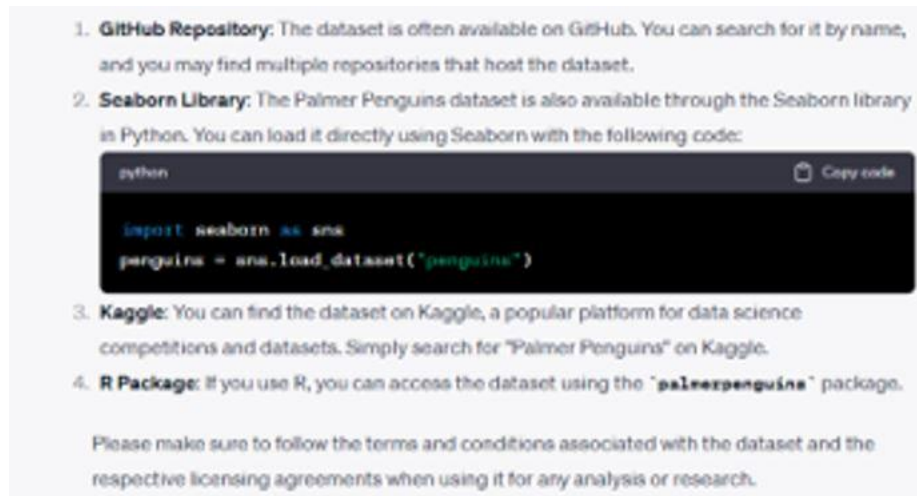 1. GitHub Repository: The dataset is often available on GitHub. You can search for it by name,
and you may find multiple repositories that host the dataset.
2. Seaborn Library: The Palmer Penguins dataset is also available through the Seaborn library
in Python. You can load it directly using Seaborn with the following code:
python
Copy code
import seaborn as sns
penguins = sns.load_dataset("penguins")
3. Kaggle: You can find the dataset on Kaggle, a popular platform for data science
competitions and datasets. Simply search for "Palmer Penguins" on Kaggle.
4. R Package: If you use R, you can access the dataset using the `palmerpenguins` package.
Please make sure to follow the terms and conditions associated with the dataset and the
respective licensing agreements when using it for any analysis or research.